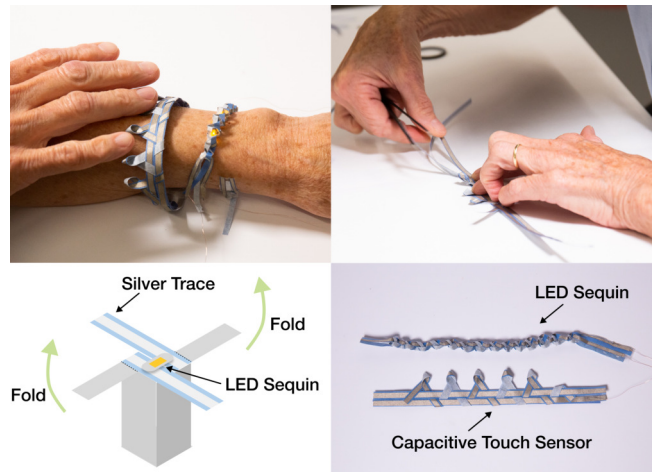 Silver Trace
Fold
Fold
LED Sequin
LED Sequin
Capacitive Touch Sensor